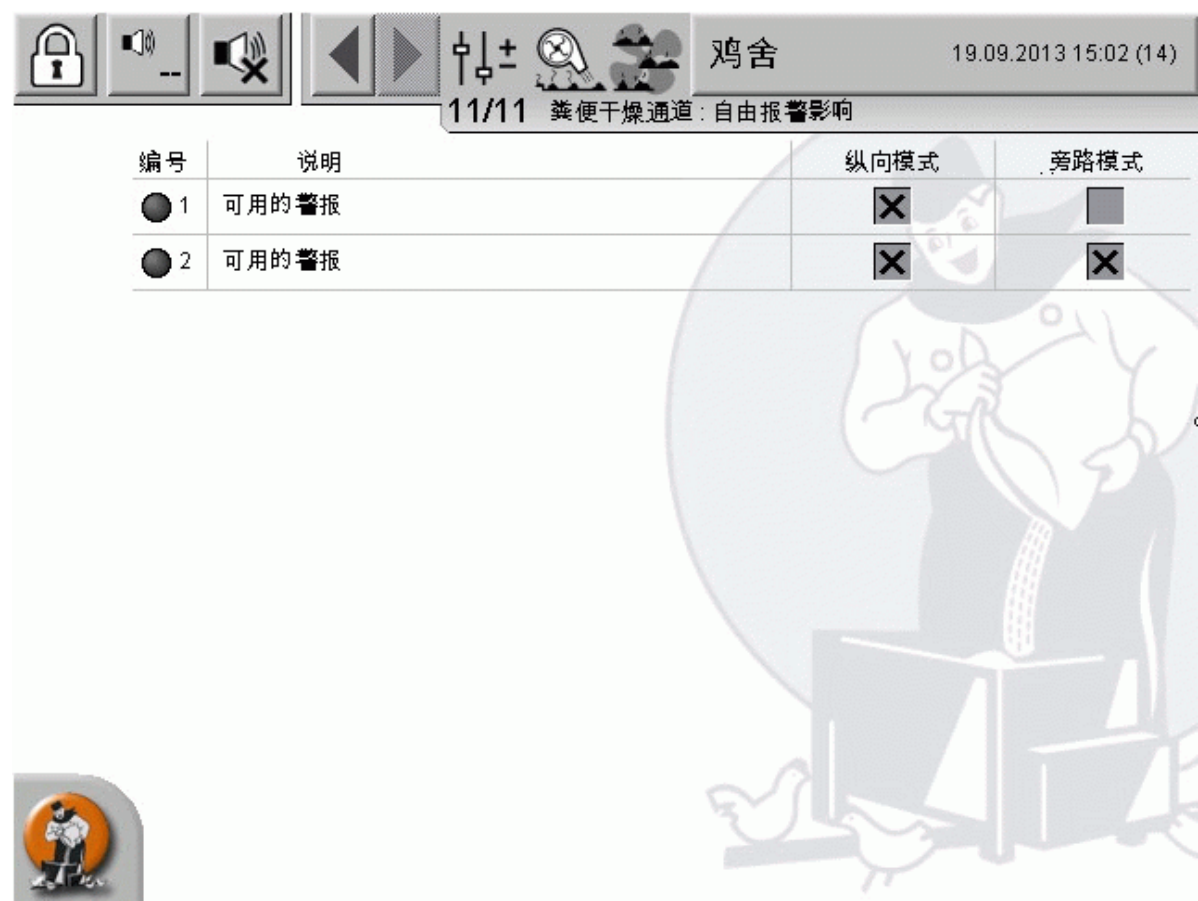 鸡舍 19.09.2013 15:02 (14)
11/11 粪便干燥通道:自由报警影响
编号 说明 纵向模式 旁路模式
1 可用的警报
2 可用的警报